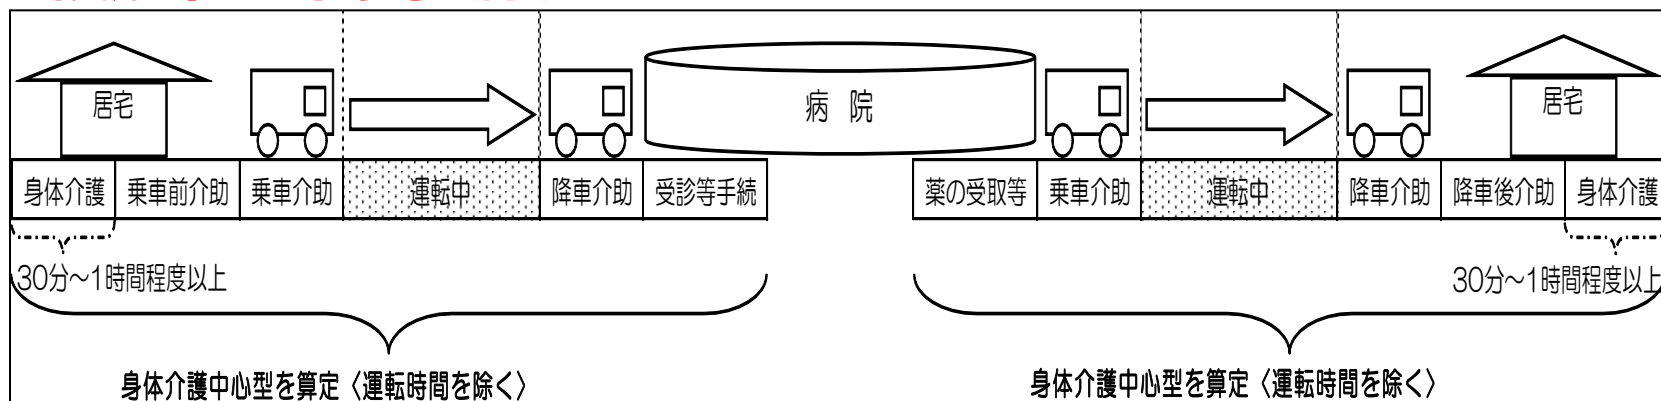 居宅
病 院
居宅
身体介護 乗車前介助 乗車介助 運転中 降車介助 受診等手続
薬の受取等 乗車介助 運転中 降車介助 降車後介助 身体介護
30分～1時間程度以上
30分～1時間程度以上
身体介護中心型を算定〈運転時間を除く〉
身体介護中心型を算定〈運転時間を除く〉